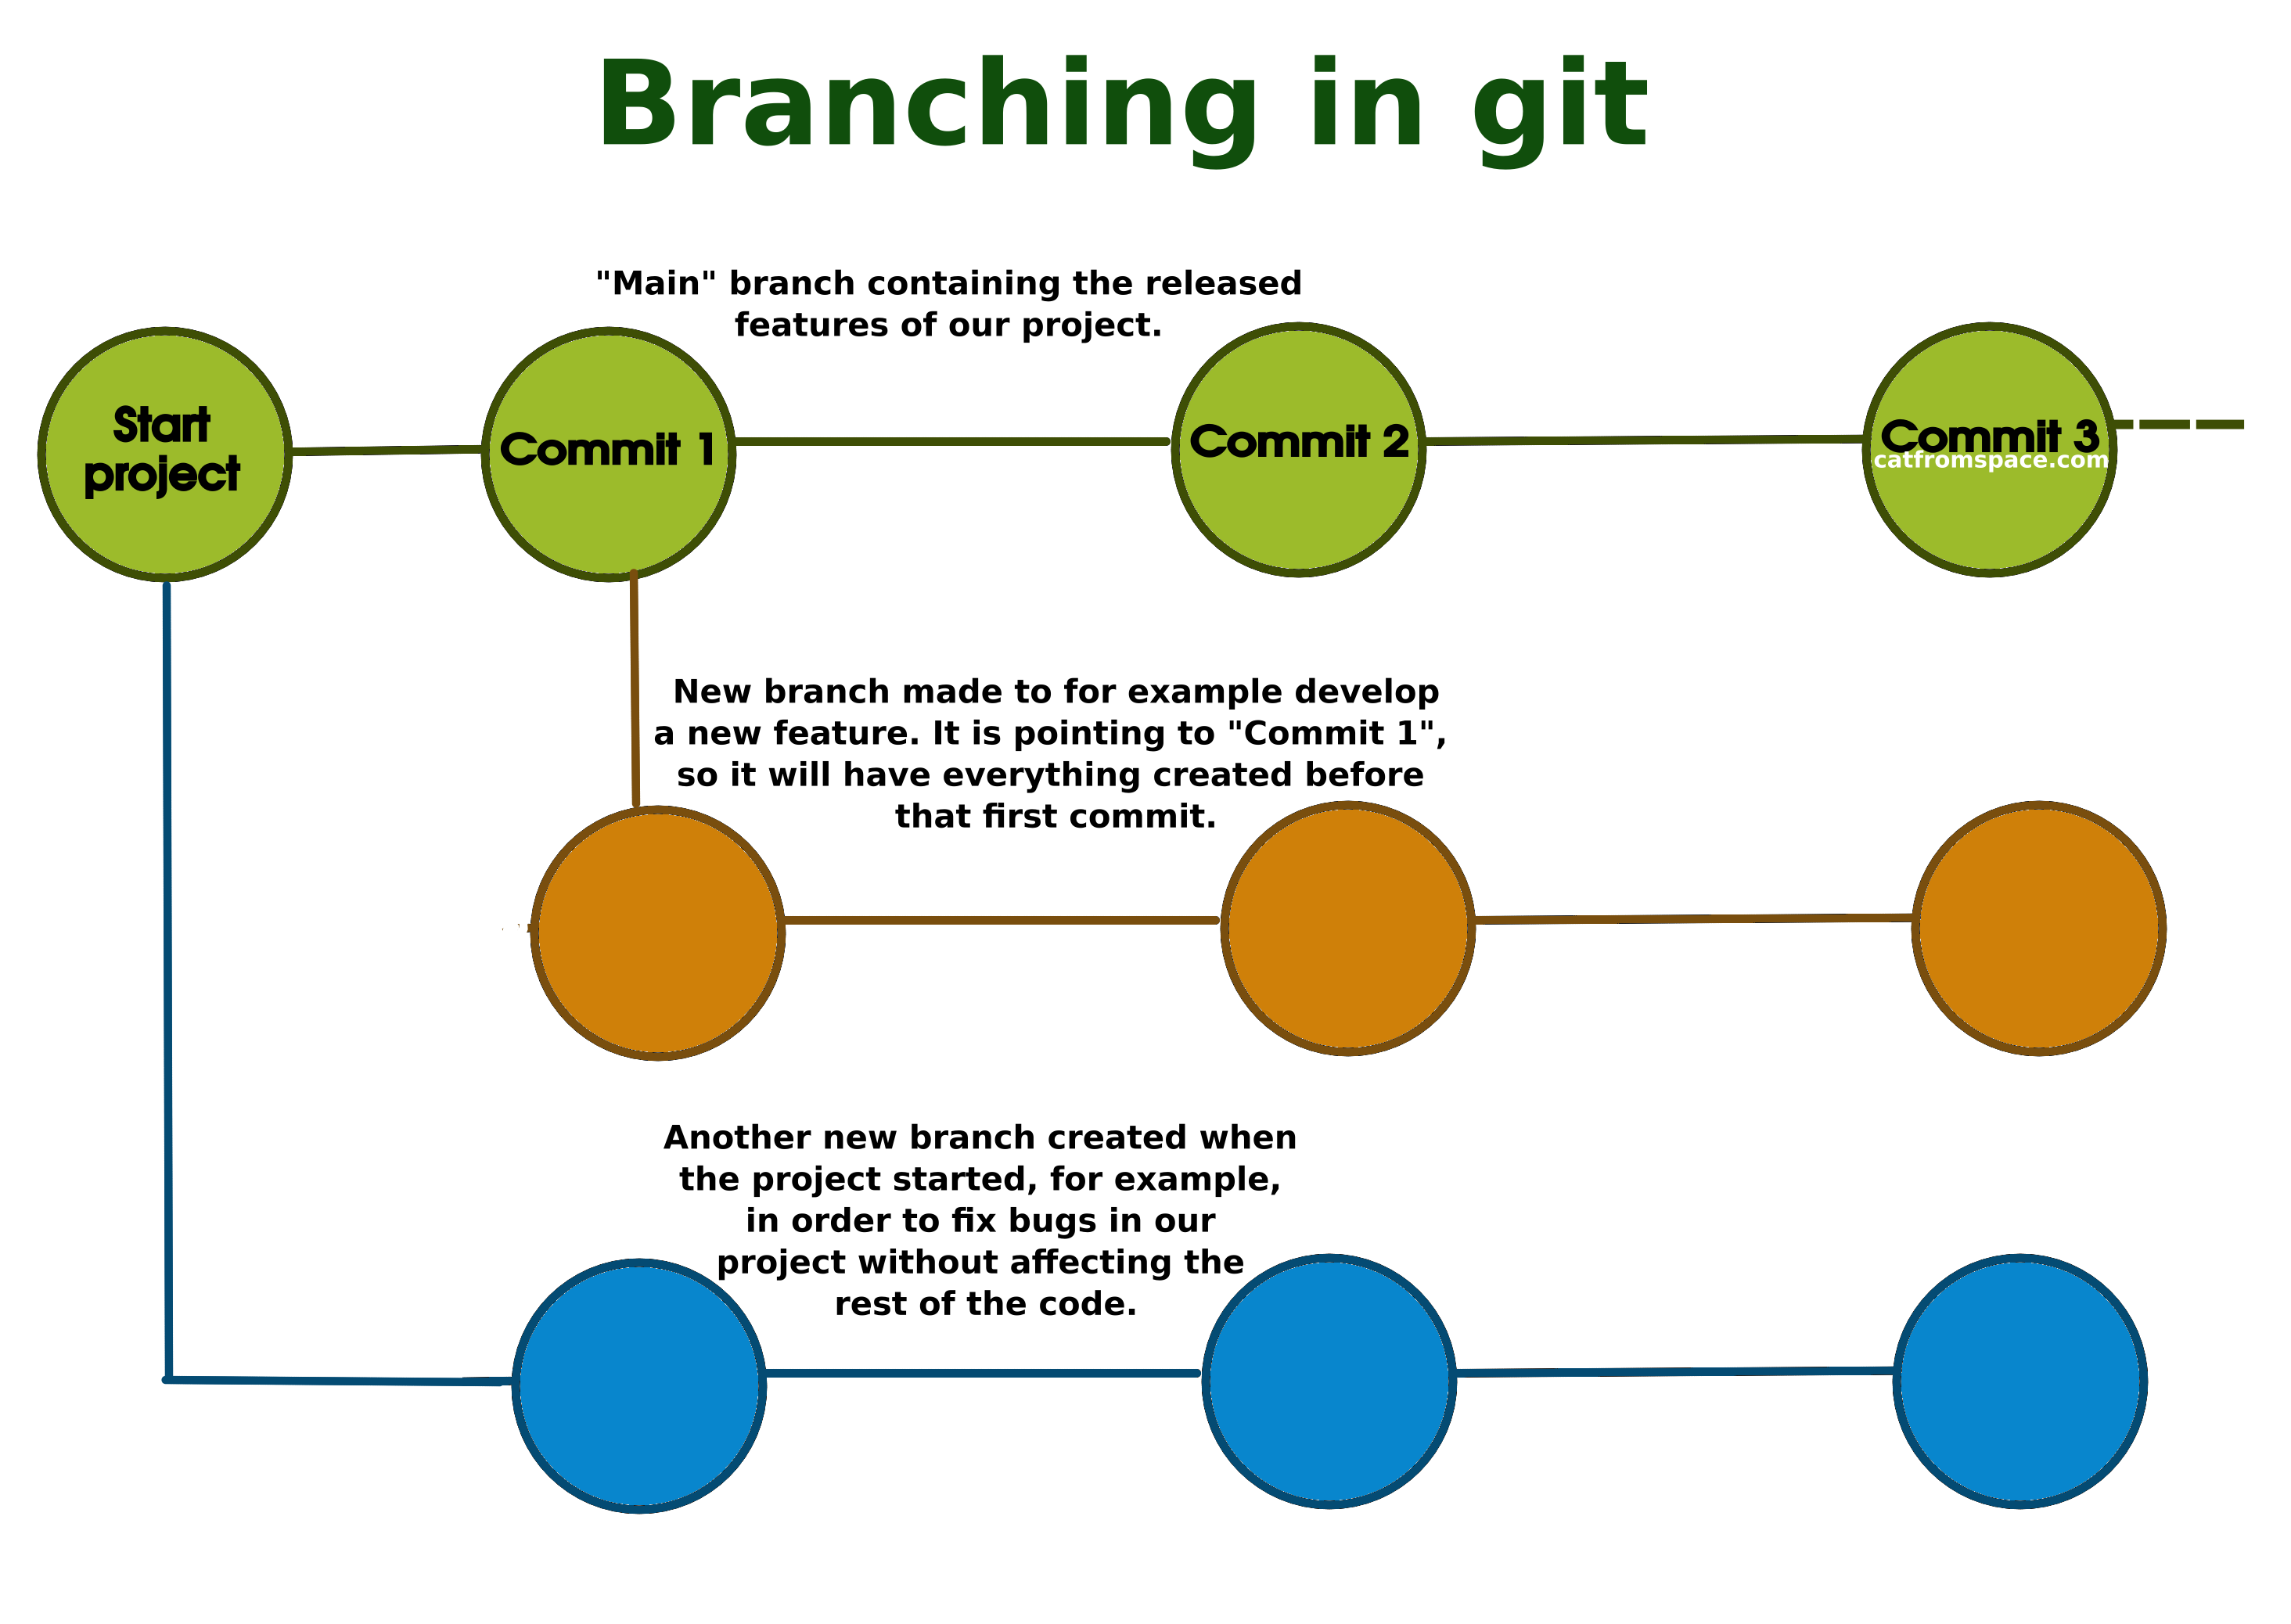 Branching in git
"Main" branch containing the released
features of our project.
Start
project
Commit 1
Commit 2
Commit 3
catfromspace.com
New branch made to for example develop
a new feature. It is pointing to "Commit 1",
so it will have everything created before
that first commit.
Another new branch created when
the project started, for example,
in order to fix bugs in our
project without affecting the
rest of the code.